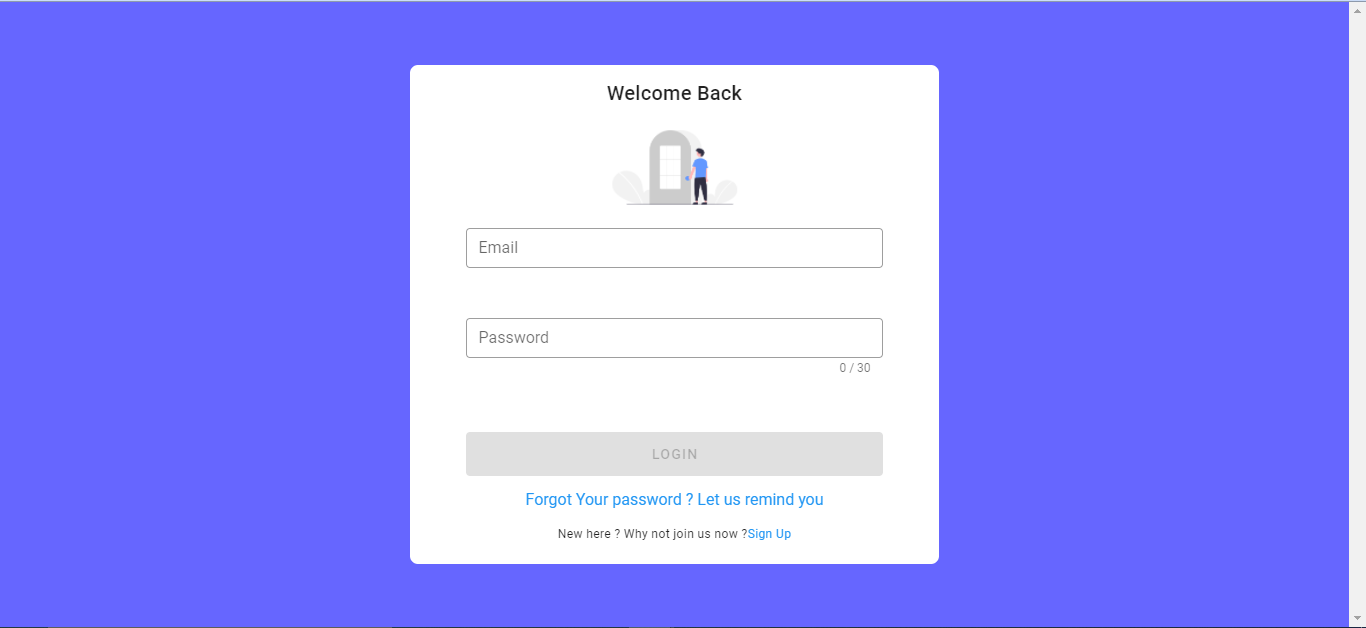 Welcome Back
Email
Password
0 / 30
LOGIN
Forgot Your password ? Let us remind you
New here ? Why not join us now ?Sign Up